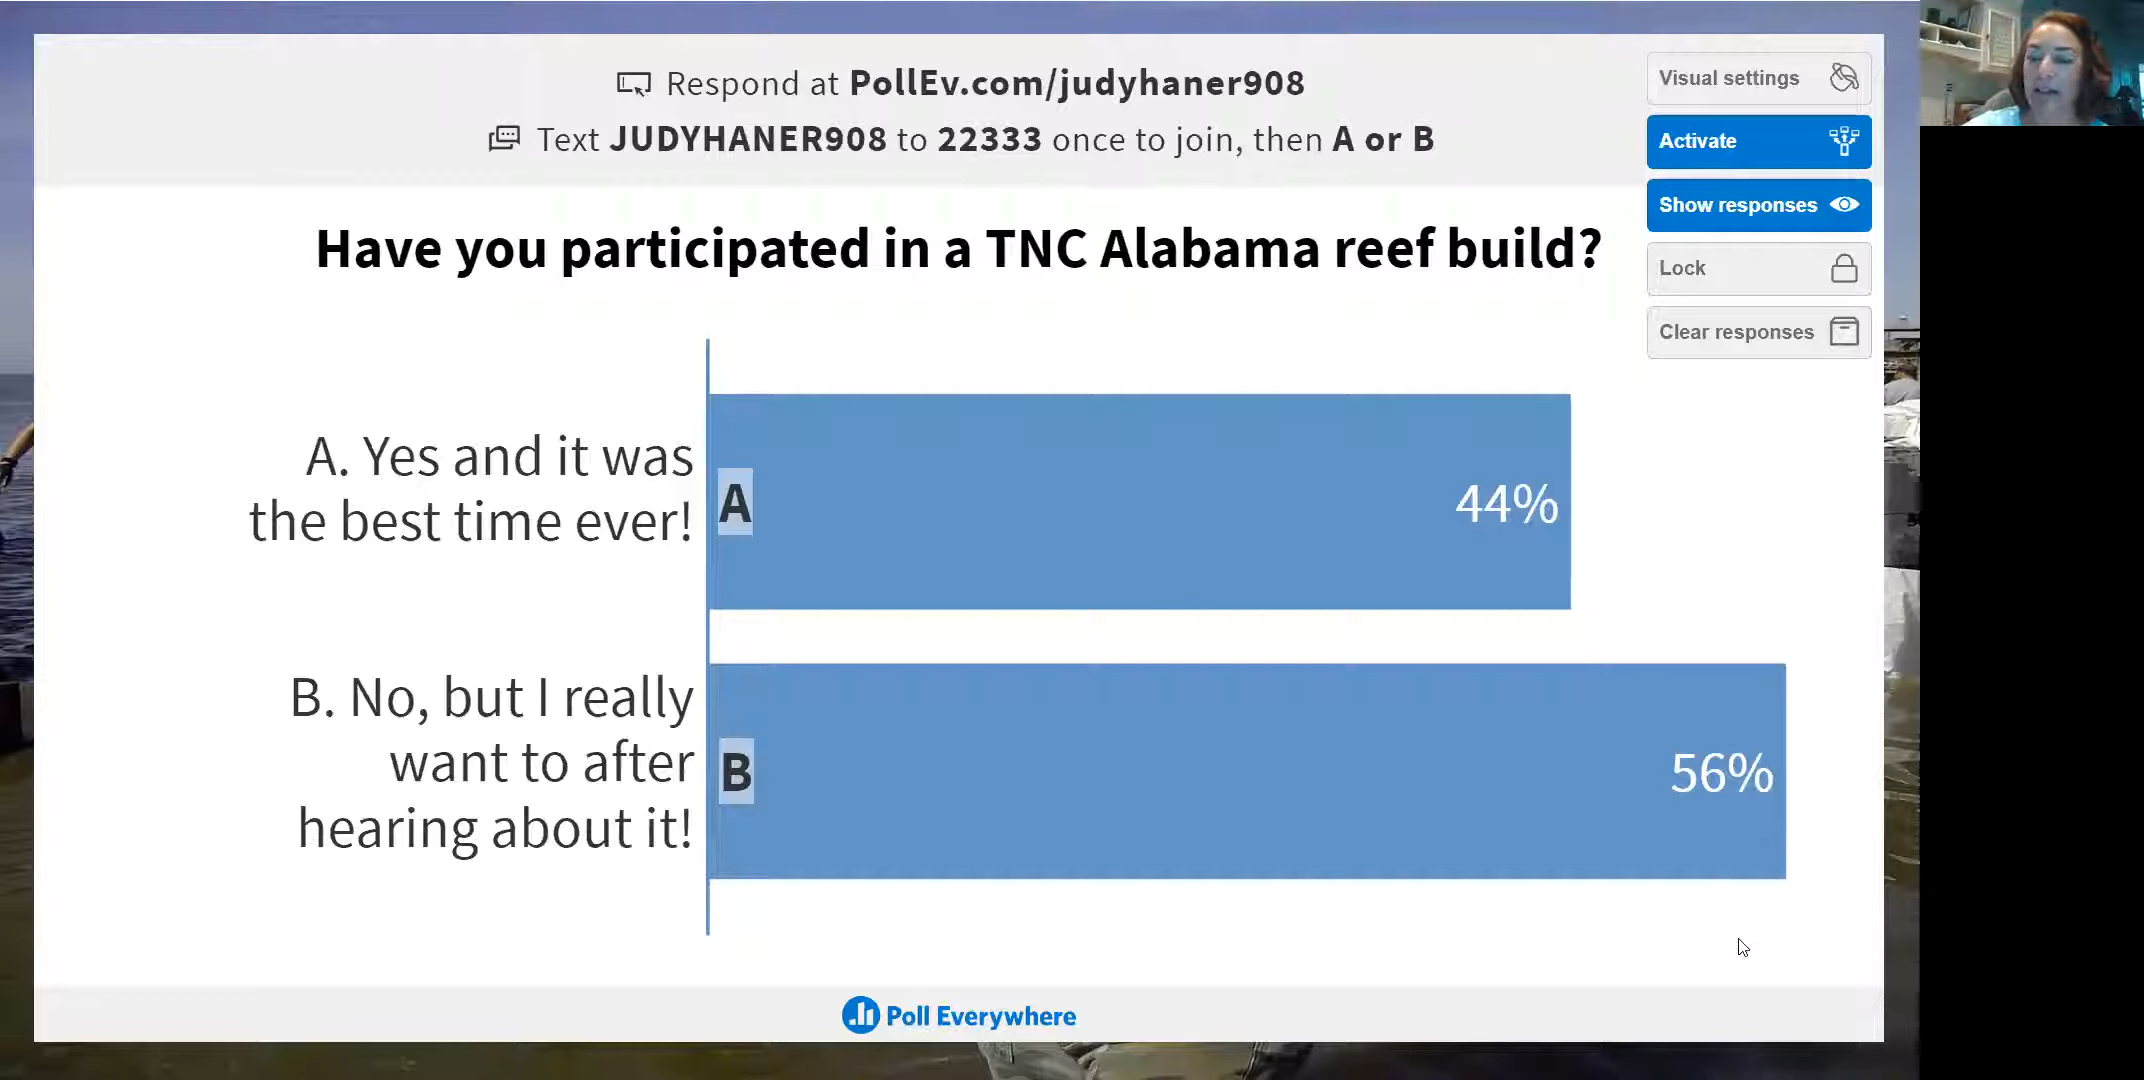 Respond at PollEv.com/judyhaner908
Text JUDYHANER908 to 22333 once to join, then A or B
Visual settings
Activate
Show responses
Lock
Clear responses
Have you participated in a TNC Alabama reef build?
A. Yes and it was
the best time ever!
A
44%
B. No, but I really
want to after
hearing about it!
B
56%
Poll Everywhere